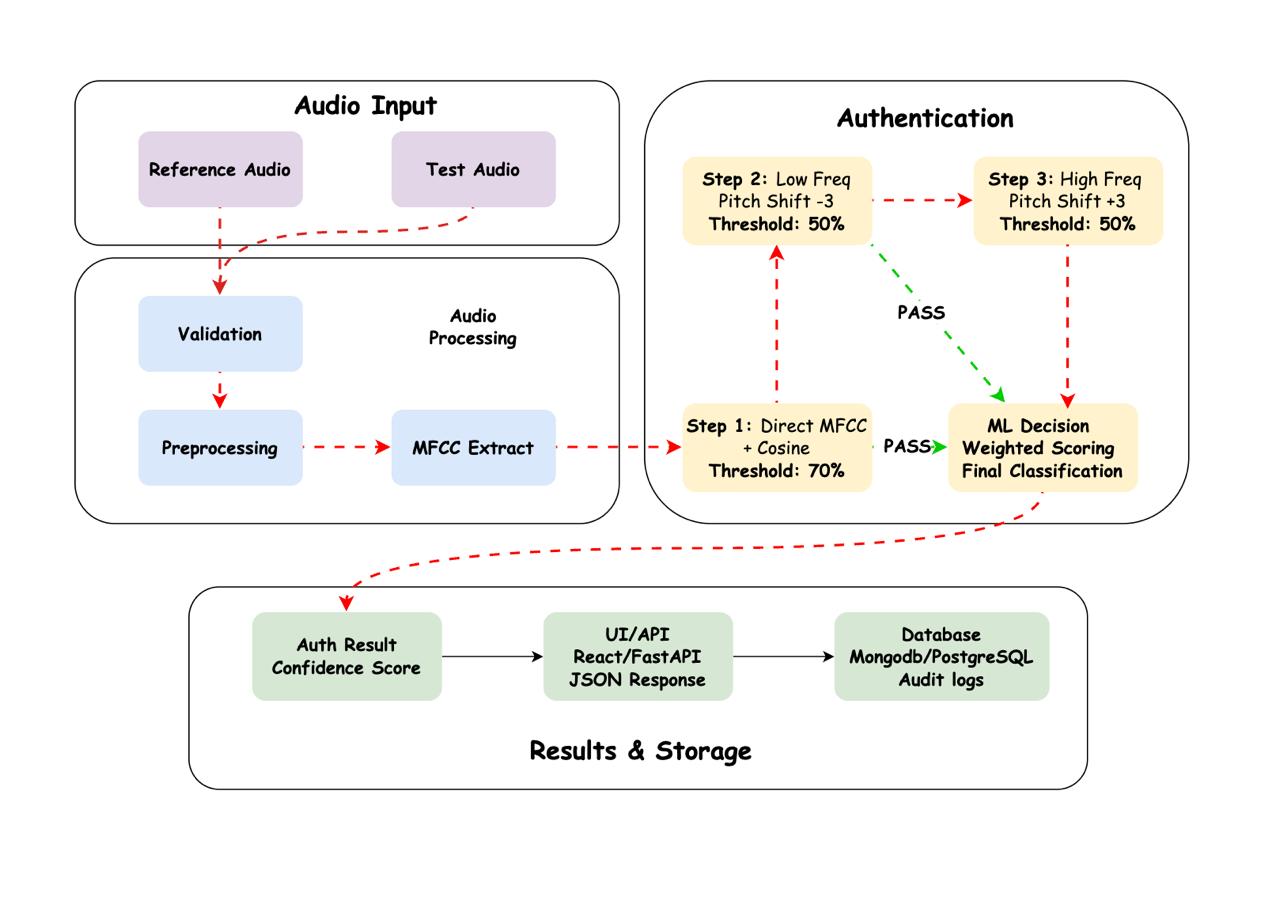 Audio Input
Reference Audio
Test Audio
Validation
Audio
Processing
Preprocessing
MFCC Extract
Authentication
Step 2: Low Freq
Pitch Shift -3
Threshold: 50%
Step 3: High Freq
Pitch Shift +3
Threshold: 50%
PASS
Step 1: Direct MFCC
+ Cosine
Threshold: 70%
PASS
ML Decision
Weighted Scoring
Final Classification
Auth Result
Confidence Score
UI/API
React/FastAPI
JSON Response
Database
Mongodb/PostgreSQL
Audit logs
Results & Storage